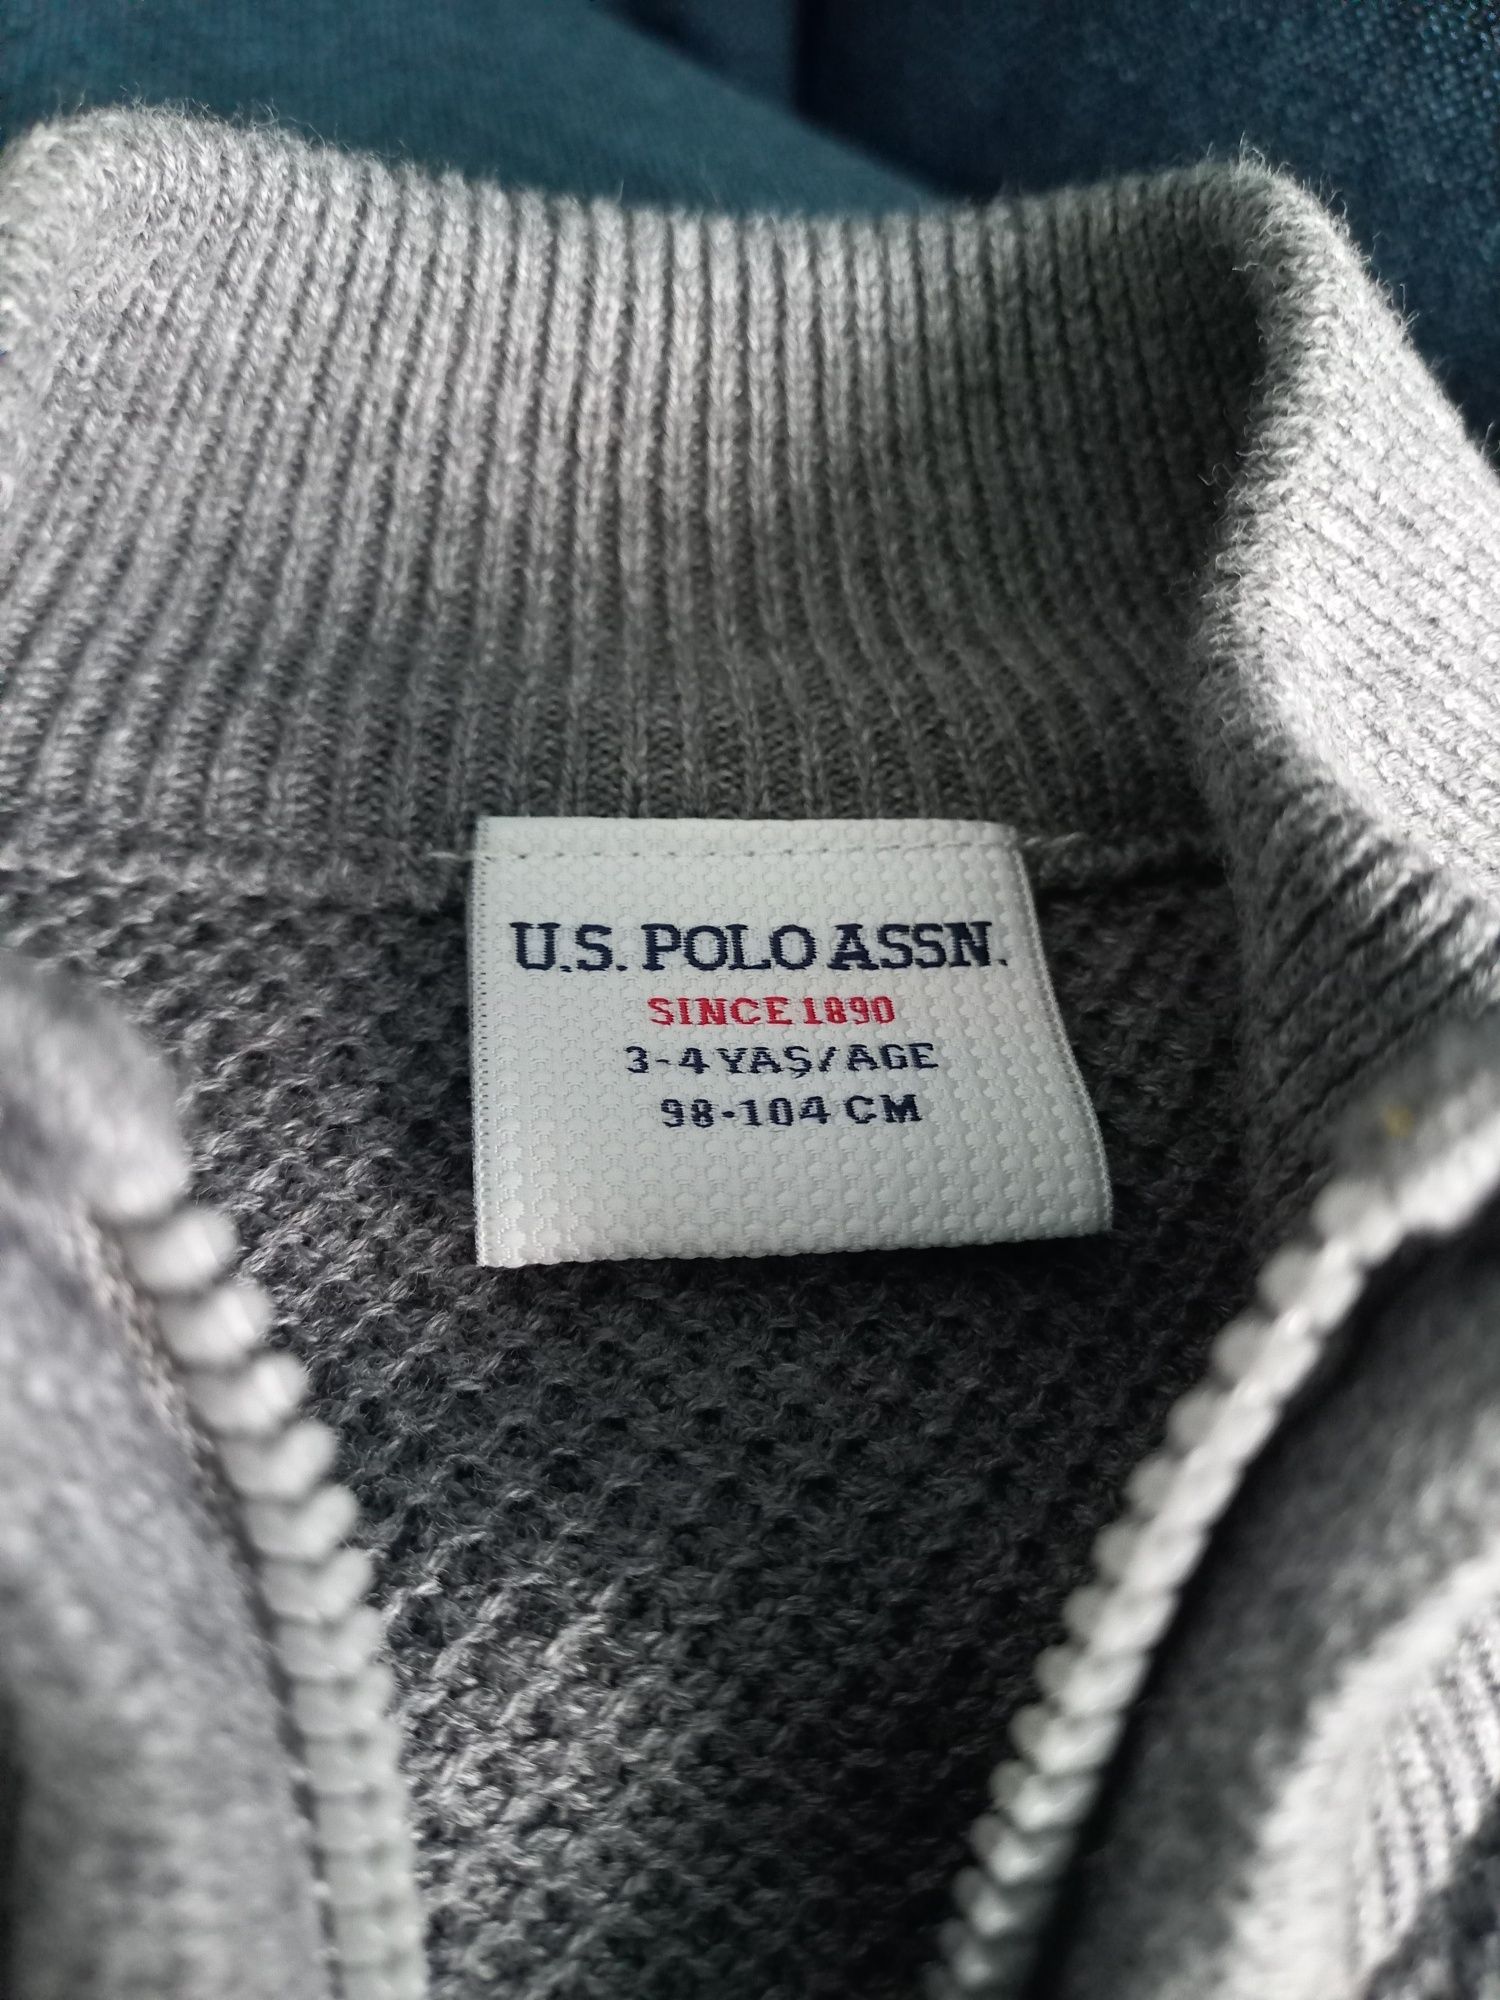 U.S. POLO ASSN.
SINCE 1890
3-4 YAŞ/AGE
98-104 CM